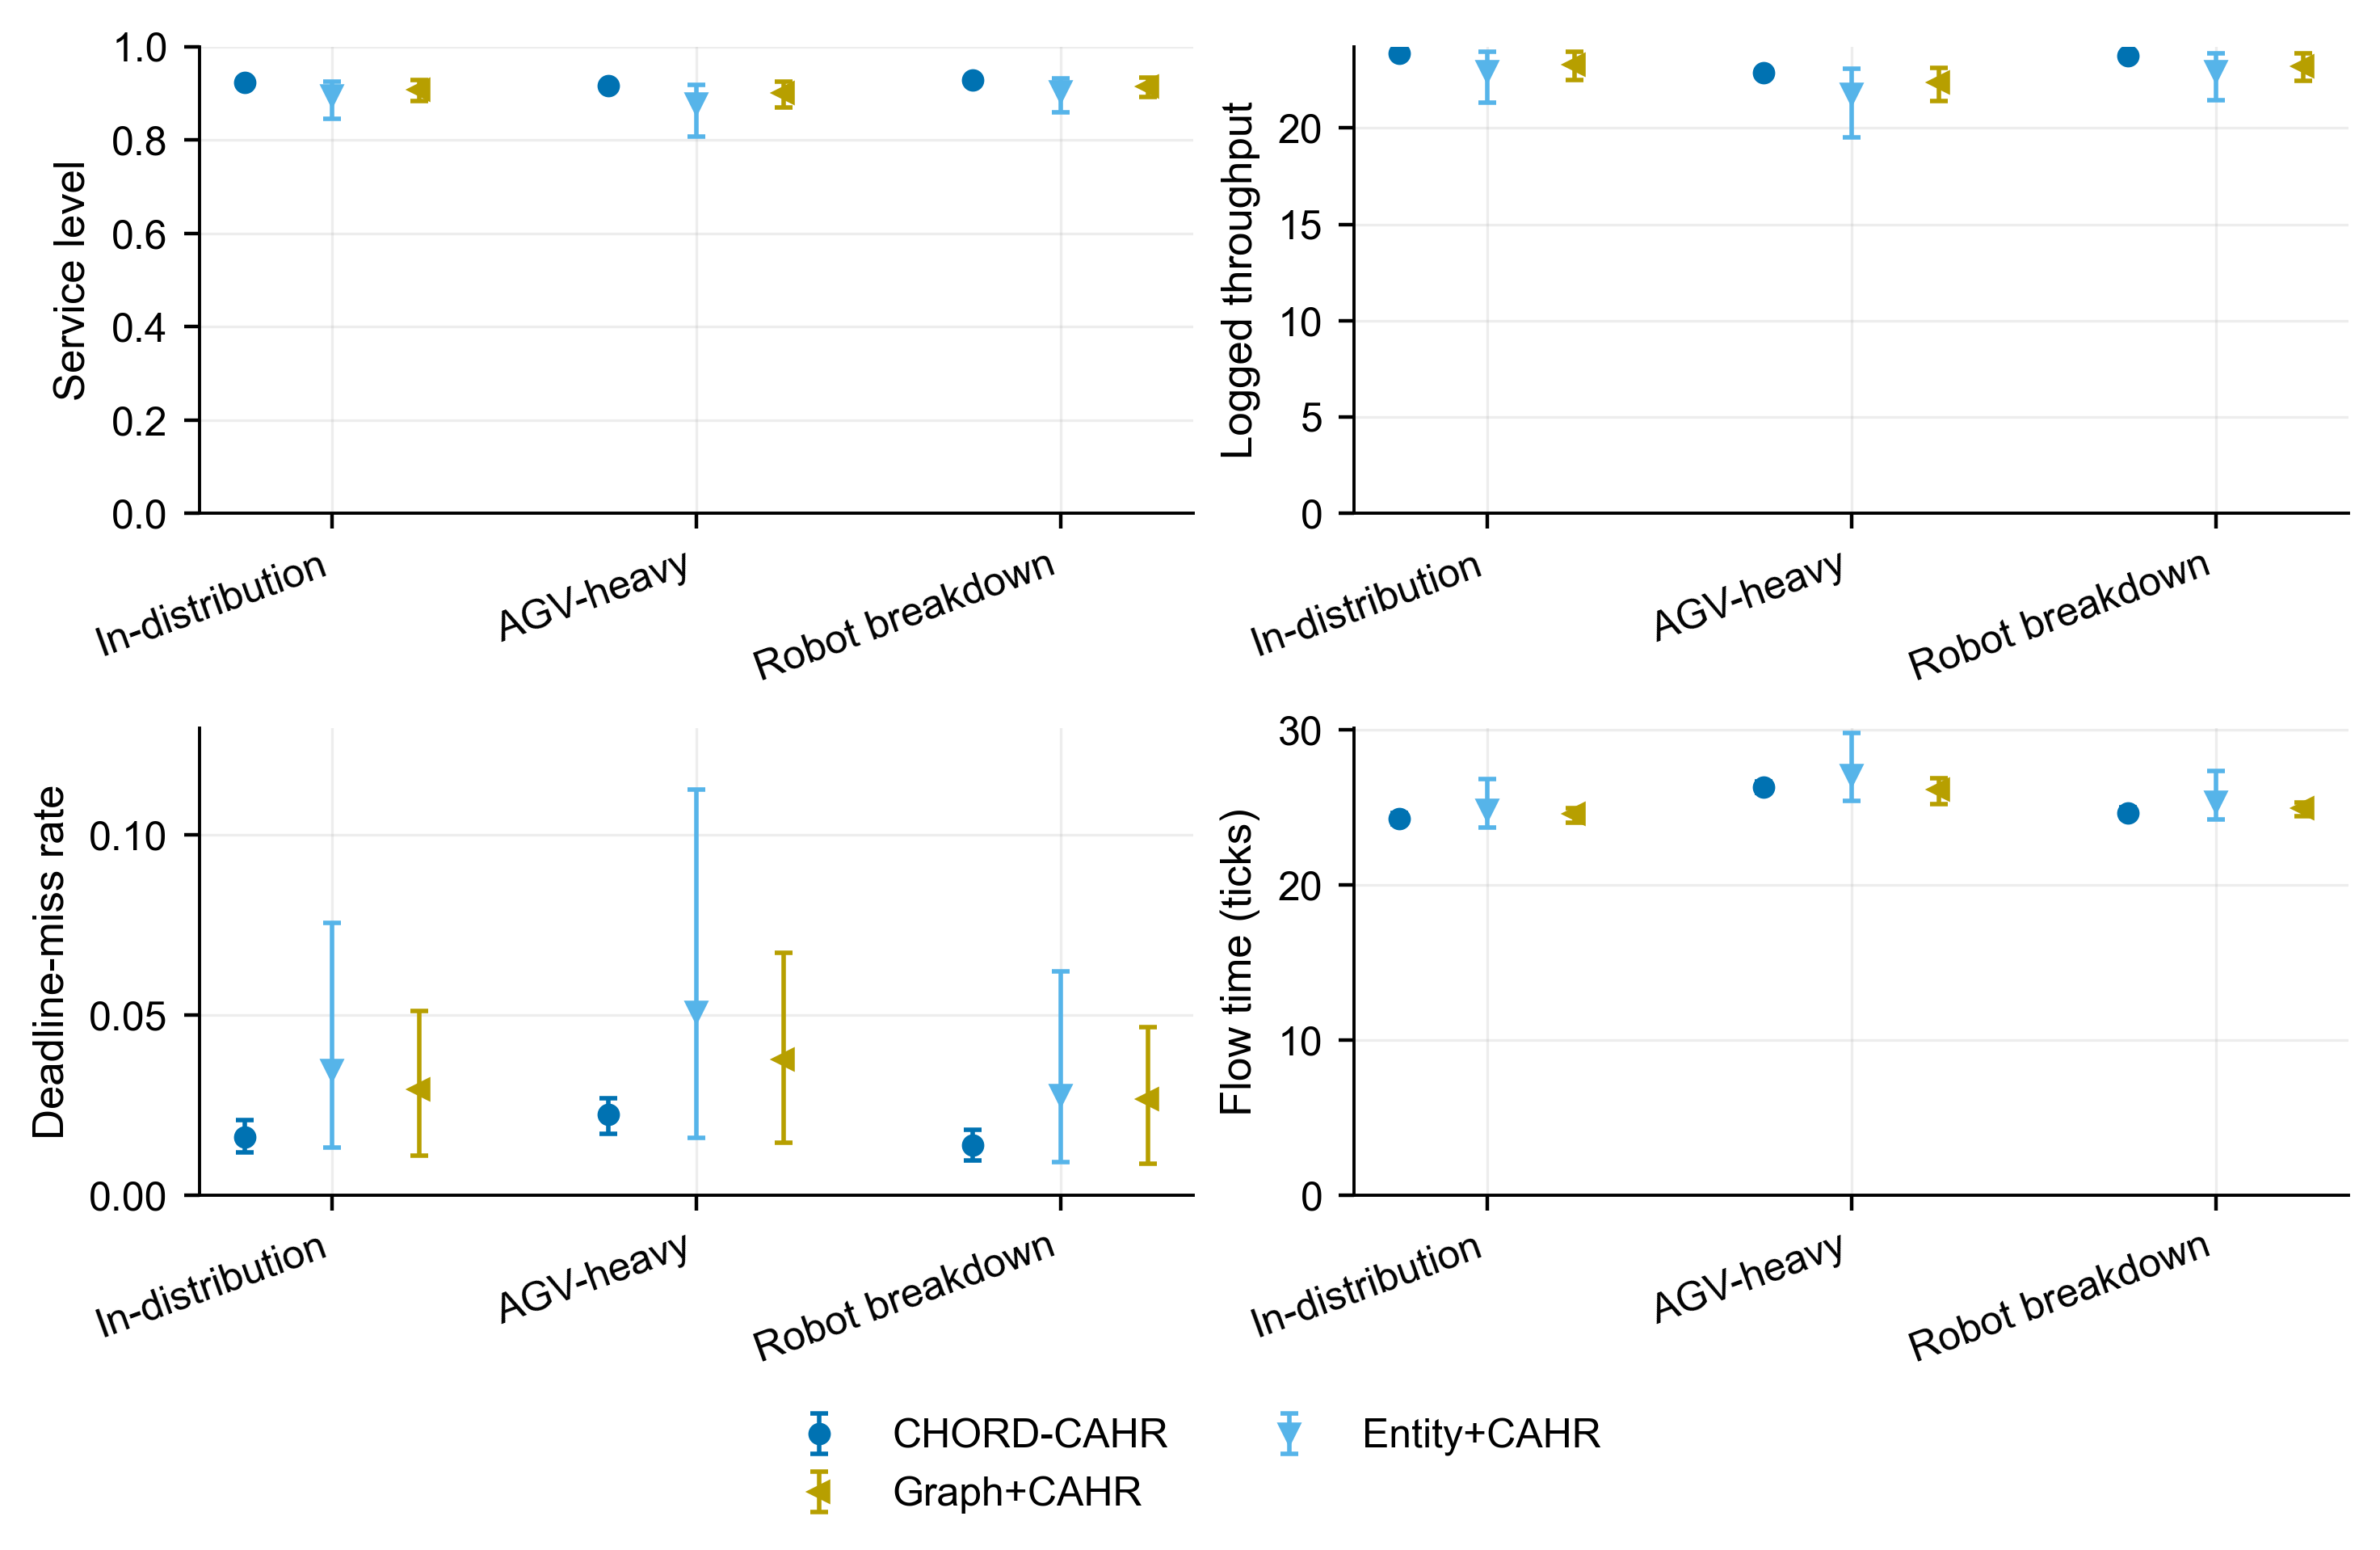 Service level
1.0
0.8
0.6
0.4
0.2
0.0
In-distribution
AGV-heavy
Robot breakdown
Logged throughput
20
15
10
5
0
In-distribution
AGV-heavy
Robot breakdown
Deadline-miss rate
0.10
0.05
0.00
In-distribution
AGV-heavy
Robot breakdown
Flow time (ticks)
30
20
10
0
In-distribution
AGV-heavy
Robot breakdown
CHORD-CAHR
Entity+CAHR
Graph+CAHR